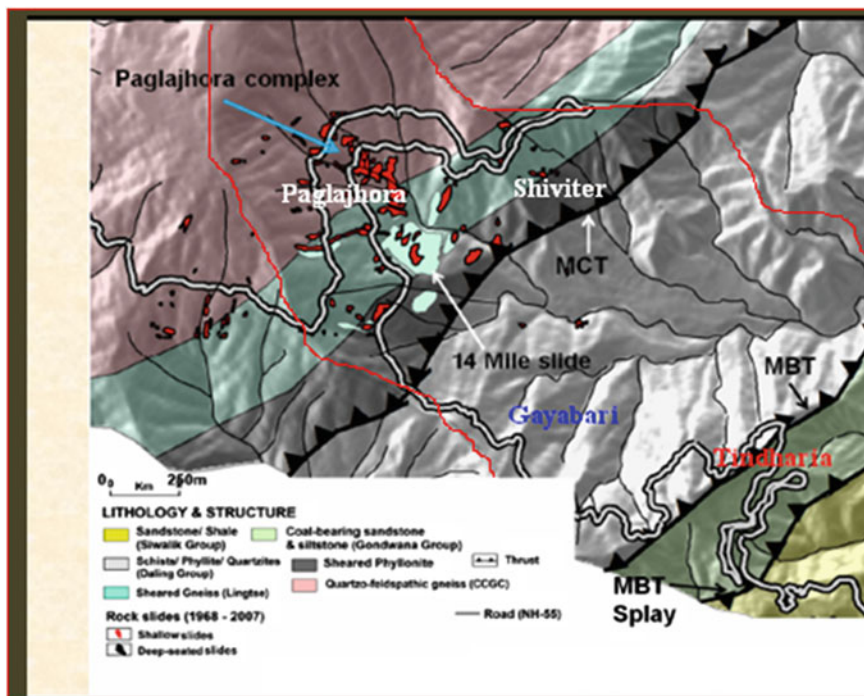 Paglajhora complex
Paglajhora
Shiviter
MCT
14 Mile slide
MBT
Gayabari
Tindharia
0 250m
Km
MBT
Splay
LITHOLOGY & STRUCTURE
Sandstone/ Shale
(Siwalik Group)
Coal-bearing sandstone
& siltstone (Gondwana Group)
Schists/ Phyllite/ Quartzites
(Daling Group)
Sheared Phyllonite
Thrust
Sheared Gneiss (Lingtse)
Quartzo-feldspathic gneiss (CCGC)
Rock slides (1968 - 2007)
Road (NH-55)
Shallow slides
Deep-seated slides